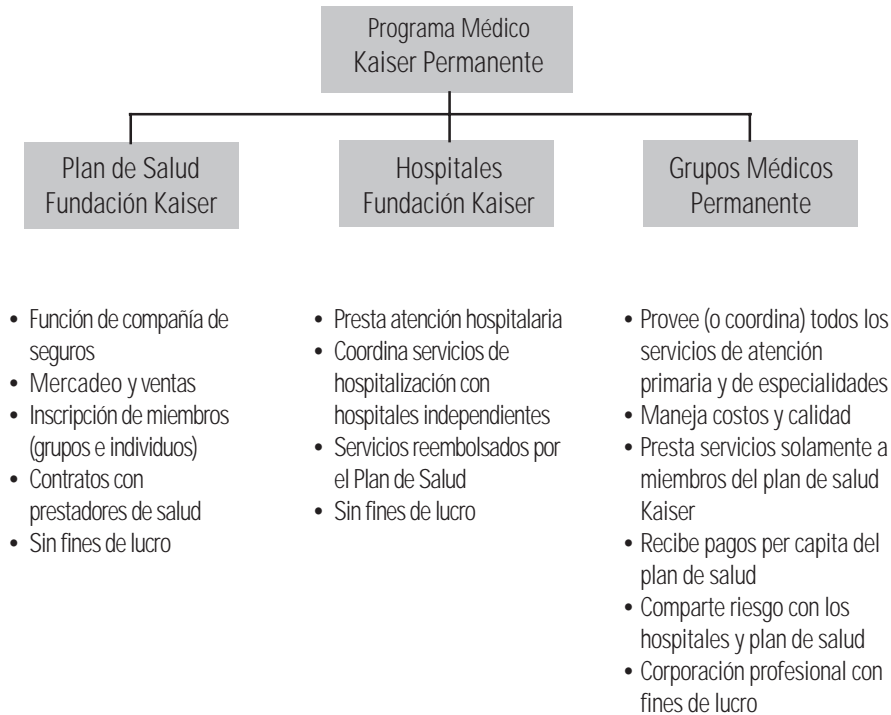 Programa Médico
Kaiser Permanente
Plan de Salud
Fundación Kaiser
Hospitales
Fundación Kaiser
Grupos Médicos
Permanente
• Función de compañía de
seguros
• Mercadeo y ventas
• Inscripción de miembros
(grupos e individuos)
• Contratos con
prestadores de salud
• Sin fines de lucro
• Presta atención hospitalaria
• Coordina servicios de
hospitalización con
hospitales independientes
• Servicios reembolsados por
el Plan de Salud
• Sin fines de lucro
• Provee (o coordina) todos los
servicios de atención
primaria y de especialidades
• Maneja costos y calidad
• Presta servicios solamente a
miembros del plan de salud
Kaiser
• Recibe pagos per capita del
plan de salud
• Comparte riesgo con los
hospitales y plan de salud
• Corporación profesional con
fines de lucro